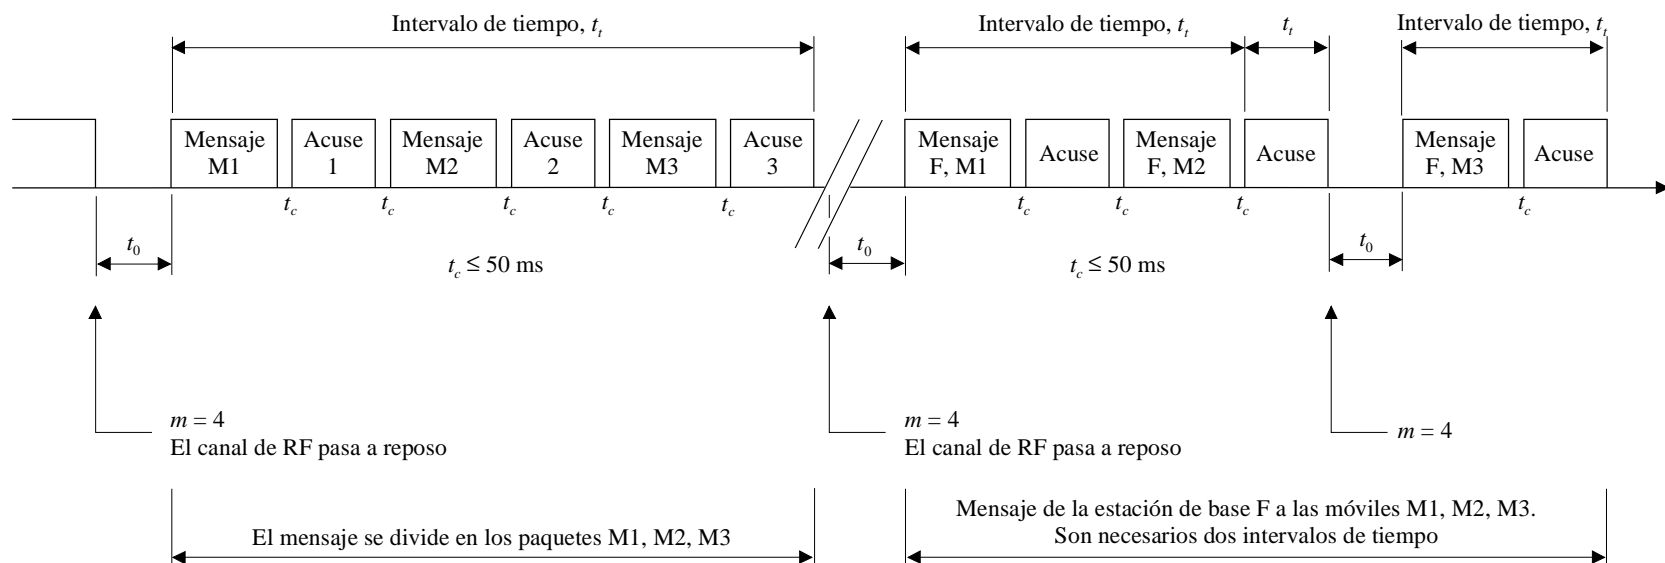 Intervalo de tiempo, t_t
Intervalo de tiempo, t_t
t_t
Intervalo de tiempo, t_t
Mensaje
M1
Acuse
1
Mensaje
M2
Acuse
2
Mensaje
M3
Acuse
3
Mensaje
F, M1
Acuse
Mensaje
F, M2
Acuse
Mensaje
F, M3
Acuse
t_c
t_c
t_c
t_c
t_c
t_c
t_c
t_c
t_c
t_0
t_c ≤ 50 ms
t_0
t_c ≤ 50 ms
t_0
m = 4
El canal de RF pasa a reposo
m = 4
El canal de RF pasa a reposo
m = 4
El mensaje se divide en los paquetes M1, M2, M3
Mensaje de la estación de base F a las móviles M1, M2, M3.
Son necesarios dos intervalos de tiempo